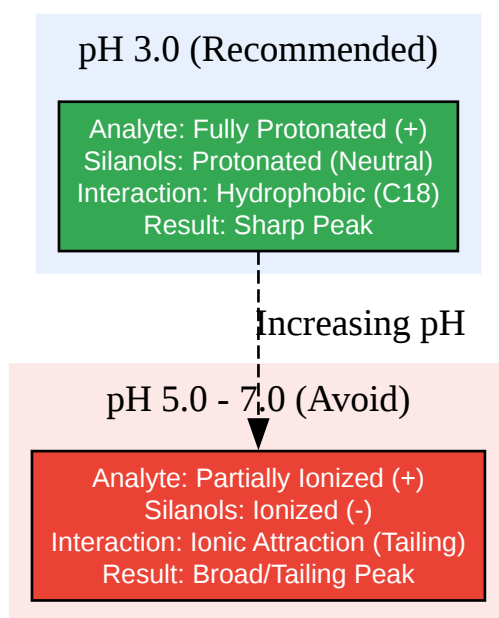 pH 3.0 (Recommended)
Analyte: Fully Protonated (+)
Silanols: Protonated (Neutral)
Interaction: Hydrophobic (C18)
Result: Sharp Peak
Increasing pH
pH 5.0 - 7.0 (Avoid)
Analyte: Partially Ionized (+)
Silanols: Ionized (-)
Interaction: Ionic Attraction (Tailing)
Result: Broad/Tailing Peak